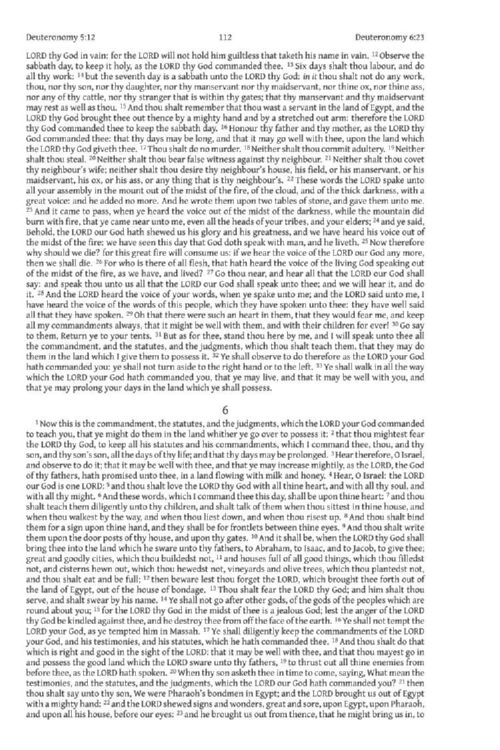 Deuteronomy 5:12 112 Deuteronomy 6:23
LORD thy God in vain: for the LORD will not hold him guiltless that taketh his name in vain. 12 Observe the
sabbath day, to keep it holy, as the LORD thy God commanded thee. 13 Six days shalt thou labour, and do
all thy work: 14 but the seventh day is a sabbath unto the LORD thy God: in it thou shalt not do any work,
thou, nor thy son, nor thy daughter, nor thy manservant nor thy maidservant, nor thine ox, nor thine ass,
nor any of thy cattle, nor thy stranger that is within thy gates; that thy manservant and thy maidservant
may rest as well as thou. 15 And thou shalt remember that thou wast a servant in the land of Egypt, and the
LORD thy God brought thee out thence by a mighty hand and by a stretched out arm: therefore the LORD
thy God commanded thee to keep the sabbath day. 16 Honour thy father and thy mother, as the LORD thy
God commanded thee: that thy days may be long, and that it may go well with thee, upon the land which
the LORD thy God giveth thee. 17 Thou shalt do no murder. 18 Neither shalt thou commit adultery. 19 Neither
shalt thou steal. 20 Neither shalt thou bear false witness against thy neighbour. 21 Neither shalt thou covet
thy neighbour's wife; neither shalt thou desire thy neighbour's house, his field, or his manservant, or his
maidservant, his ox, or his ass, or any thing that is thy neighbour's. 22 These words the LORD spake unto
all your assembly in the mount out of the midst of the fire, of the cloud, and of the thick darkness, with a
great voice: and he added no more. And he wrote them upon two tables of stone, and gave them unto me.
23 And it came to pass, when ye heard the voice out of the midst of the darkness, while the mountain did
burn with fire, that ye came near unto me, even all the heads of your tribes, and your elders; 24 and ye said,
Behold, the LORD our God hath shewed us his glory and his greatness, and we have heard his voice out of
the midst of the fire: we have seen this day that God doth speak with man, and he liveth. 25 Now therefore
why should we die? for this great fire will consume us: if we hear the voice of the LORD our God any more,
then we shall die. 26 For who is there of all flesh, that hath heard the voice of the living God speaking out
of the midst of the fire, as we have, and lived? 27 Go thou near, and hear all that the LORD our God shall
say: and speak thou unto us all that the LORD our God shall speak unto thee; and we will hear it, and do
it. 28 And the LORD heard the voice of your words, when ye spake unto me; and the LORD said unto me, I
have heard the voice of the words of this people, which they have spoken unto thee: they have well said
all that they have spoken. 29 Oh that there were such an heart in them, that they would fear me, and keep
all my commandments always, that it might be well with them, and with their children for ever! 30 Go say
to them, Return ye to your tents. 31 But as for thee, stand thou here by me, and I will speak unto thee all
the commandment, and the statutes, and the judgments, which thou shalt teach them, that they may do
them in the land which I give them to possess it. 32 Ye shall observe to do therefore as the LORD your God
hath commanded you: ye shall not turn aside to the right hand or to the left. 33 Ye shall walk in all the way
which the LORD your God hath commanded you, that ye may live, and that it may be well with you, and
that ye may prolong your days in the land which ye shall possess.
6
1 Now this is the commandment, the statutes, and the judgments, which the LORD your God commanded
to teach you, that ye might do them in the land whither ye go over to possess it: 2 that thou mightest fear
the LORD thy God, to keep all his statutes and his commandments, which I command thee, thou, and thy
son, and thy son's son, all the days of thy life; and that thy days may be prolonged. 3 Hear therefore, O Israel,
and observe to do it; that it may be well with thee, and that ye may increase mightily, as the LORD, the God
of thy fathers, hath promised unto thee, in a land flowing with milk and honey. 4 Hear, O Israel: the LORD
our God is one LORD: 5 and thou shalt love the LORD thy God with all thine heart, and with all thy soul, and
with all thy might. 6 And these words, which I command thee this day, shall be upon thine heart: 7 and thou
shalt teach them diligently unto thy children, and shalt talk of them when thou sittest in thine house, and
when thou walkest by the way, and when thou liest down, and when thou risest up. 8 And thou shalt bind
them for a sign upon thine hand, and they shall be for frontlets between thine eyes. 9 And thou shalt write
them upon the door posts of thy house, and upon thy gates. 10 And it shall be, when the LORD thy God shall
bring thee into the land which he sware unto thy fathers, to Abraham, to Isaac, and to Jacob, to give thee;
great and goodly cities, which thou buildedst not, 11 and houses full of all good things, which thou filledst
not, and cisterns hewn out, which thou hewedst not, vineyards and olive trees, which thou plantedst not,
and thou shalt eat and be full; 12 then beware lest thou forget the LORD, which brought thee forth out of
the land of Egypt, out of the house of bondage. 13 Thou shalt fear the LORD thy God; and him shalt thou
serve, and shalt swear by his name. 14 Ye shall not go after other gods, of the gods of the peoples which are
round about you; 15 for the LORD thy God in the midst of thee is a jealous God; lest the anger of the LORD
thy God be kindled against thee, and he destroy thee from off the face of the earth. 16 Ye shall not tempt the
LORD your God, as ye tempted him in Massah. 17 Ye shall diligently keep the commandments of the LORD
your God, and his testimonies, and his statutes, which he hath commanded thee. 18 And thou shalt do that
which is right and good in the sight of the LORD: that it may be well with thee, and that thou mayest go in
and possess the good land which the LORD sware unto thy fathers, 19 to thrust out all thine enemies from
before thee, as the LORD hath spoken. 20 When thy son asketh thee in time to come, saying, What mean the
testimonies, and the statutes, and the judgments, which the LORD our God hath commanded you? 21 then
thou shalt say unto thy son, We were Pharaoh's bondmen in Egypt; and the LORD brought us out of Egypt
with a mighty hand: 22 and the LORD shewed signs and wonders, great and sore, upon Egypt, upon Pharaoh,
and upon all his house, before our eyes: 23 and he brought us out from thence, that he might bring us in, to